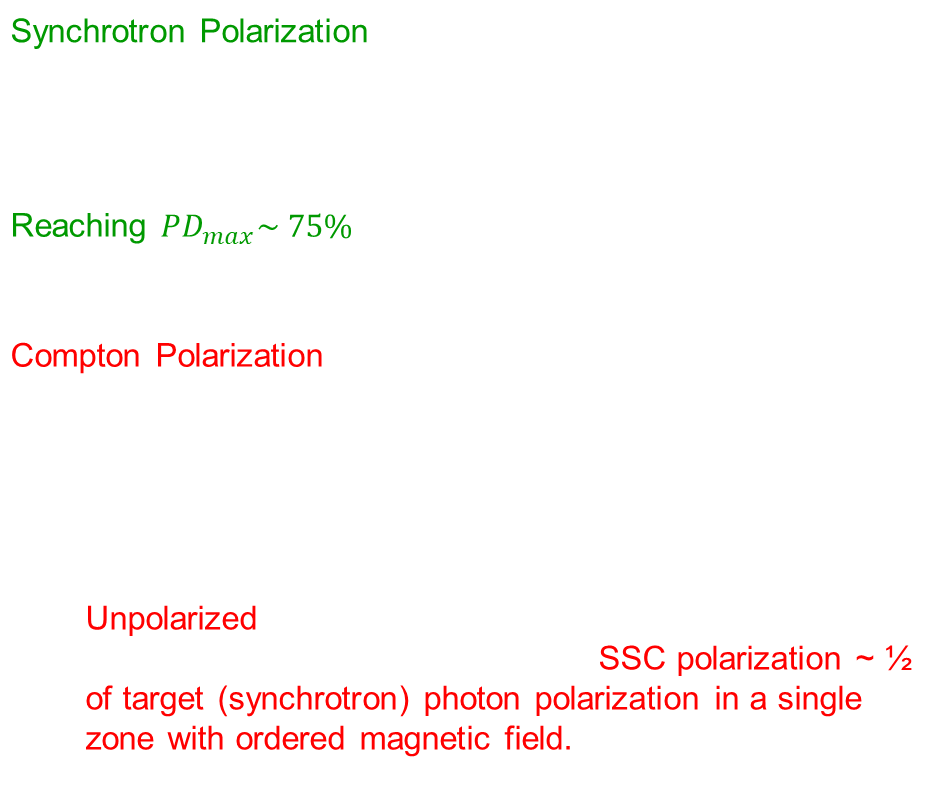 Synchrotron Polarization
Reaching PD_max ~ 75%
Compton Polarization
Unpolarized
SSC polarization ~ ½
of target (synchrotron) photon polarization in a single
zone with ordered magnetic field.